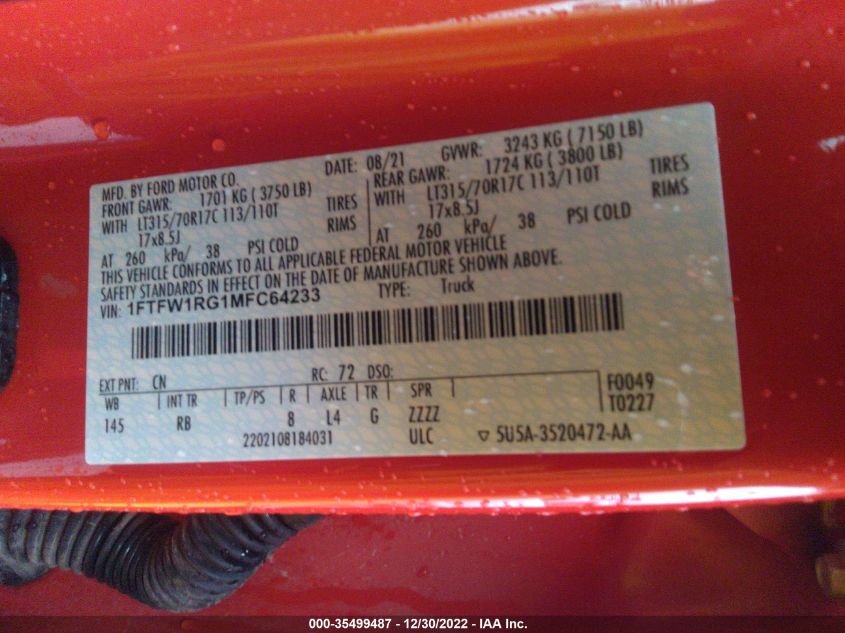 MFD. BY FORD MOTOR CO. DATE: 08/21 GVWR: 3243 KG ( 7150 LB)
FRONT GAWR: 1701 KG ( 3750 LB) REAR GAWR: 1724 KG ( 3800 LB)
WITH LT315/70R17C 113/110T TIRES WITH LT315/70R17C 113/110T TIRES
17x8.5J RIMS 17x8.5J RIMS
AT 260 kPa/ 38 PSI COLD AT 260 kPa/ 38 PSI COLD
THIS VEHICLE CONFORMS TO ALL APPLICABLE FEDERAL MOTOR VEHICLE
SAFETY STANDARDS IN EFFECT ON THE DATE OF MANUFACTURE SHOWN ABOVE.
VIN: 1FTFW1RG1MFC64233 TYPE: Truck
EXT PNT: CN RC: 72 DSO:
WB INT TR TP/PS R AXLE TR SPR F0049
145 RB 8 L4 G ZZZZ T0227
2202108184031 ULC ▽ 5U5A-3520472-AA
000-35499487 - 12/30/2022 - IAA Inc.